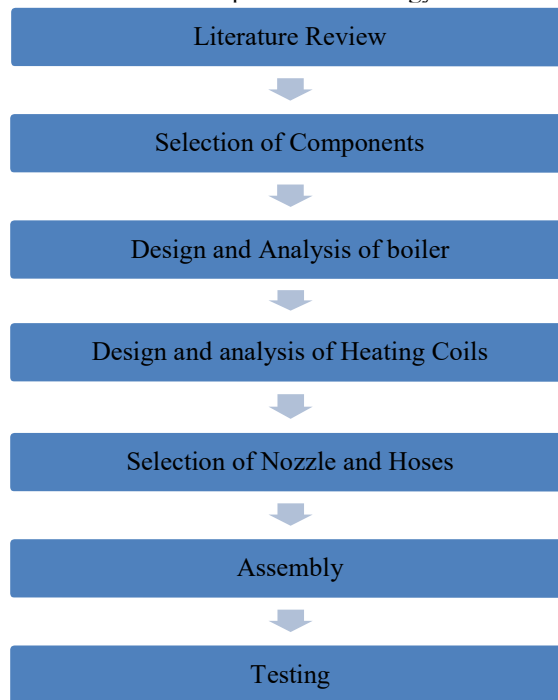 Literature Review
Selection of Components
Design and Analysis of boiler
Design and analysis of Heating Coils
Selection of Nozzle and Hoses
Assembly
Testing